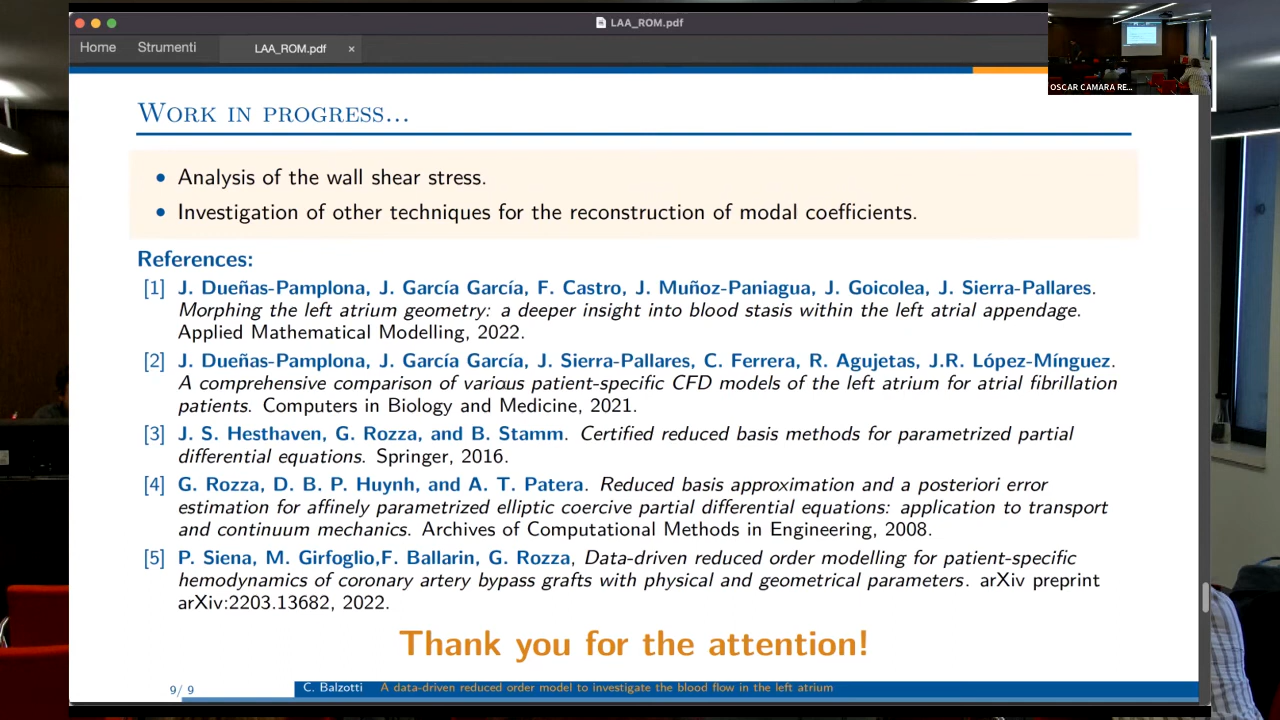 LAA_ROM.pdf
Home Strumenti LAA_ROM.pdf ×
OSCAR CAMARA RE...
WORK IN PROGRESS...
• Analysis of the wall shear stress.
• Investigation of other techniques for the reconstruction of modal coefficients.
References:
[1] J. Dueñas-Pamplona, J. García García, F. Castro, J. Muñoz-Paniagua, J. Goicolea, J. Sierra-Pallares.
Morphing the left atrium geometry: a deeper insight into blood stasis within the left atrial appendage.
Applied Mathematical Modelling, 2022.
[2] J. Dueñas-Pamplona, J. García García, J. Sierra-Pallares, C. Ferrera, R. Agujetas, J.R. López-Mínguez.
A comprehensive comparison of various patient-specific CFD models of the left atrium for atrial fibrillation
patients. Computers in Biology and Medicine, 2021.
[3] J. S. Hesthaven, G. Rozza, and B. Stamm. Certified reduced basis methods for parametrized partial
differential equations. Springer, 2016.
[4] G. Rozza, D. B. P. Huynh, and A. T. Patera. Reduced basis approximation and a posteriori error
estimation for affinely parametrized elliptic coercive partial differential equations: application to transport
and continuum mechanics. Archives of Computational Methods in Engineering, 2008.
[5] P. Siena, M. Girfoglio,F. Ballarin, G. Rozza, Data-driven reduced order modelling for patient-specific
hemodynamics of coronary artery bypass grafts with physical and geometrical parameters. arXiv preprint
arXiv:2203.13682, 2022.
Thank you for the attention!
9/ 9 C. Balzotti A data-driven reduced order model to investigate the blood flow in the left atrium